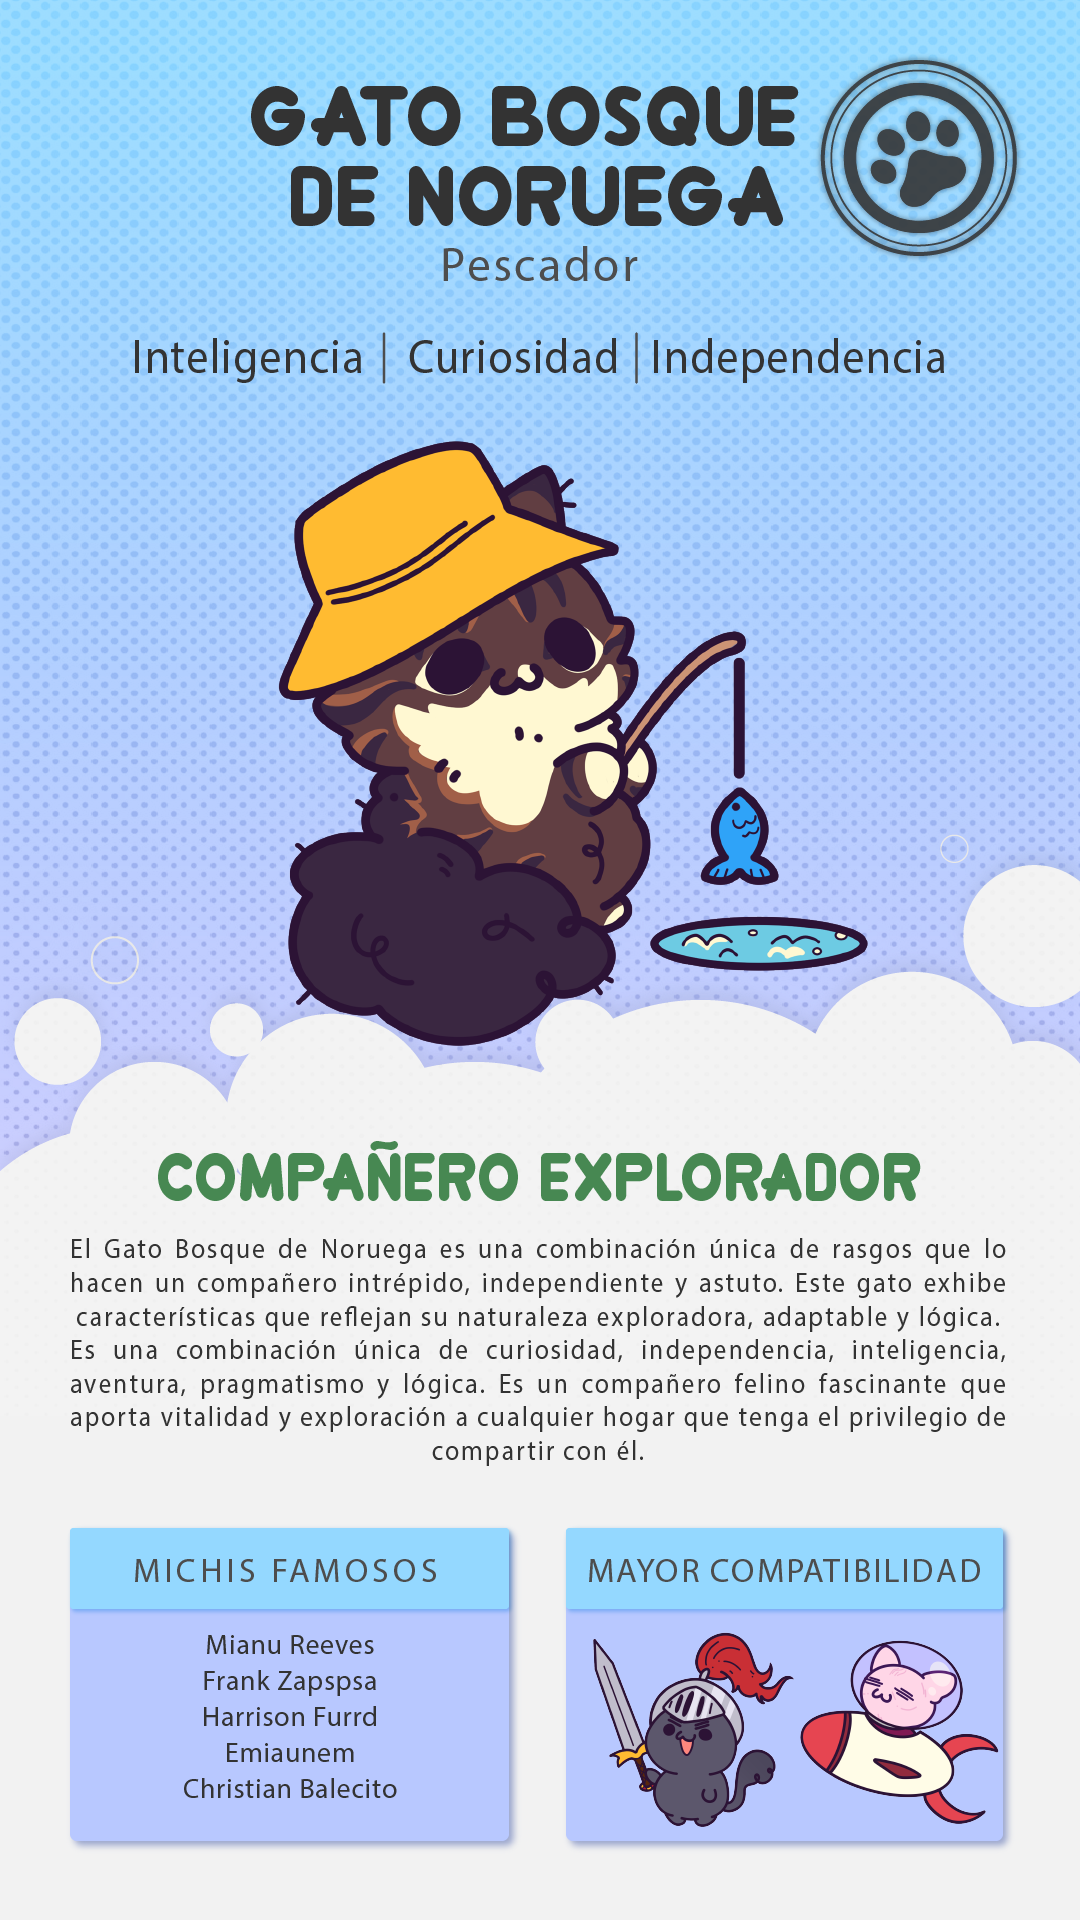 GATO BOSQUE
DE NORUEGA
Pescador
Inteligencia | Curiosidad | Independencia
COMPAÑERO EXPLORADOR
El Gato Bosque de Noruega es una combinación única de rasgos que lo
hacen un compañero intrépido, independiente y astuto. Este gato exhibe
características que reflejan su naturaleza exploradora, adaptable y lógica.
Es una combinación única de curiosidad, independencia, inteligencia,
aventura, pragmatismo y lógica. Es un compañero felino fascinante que
aporta vitalidad y exploración a cualquier hogar que tenga el privilegio de
compartir con él.
MICHIS FAMOSOS
Mianu Reeves
Frank Zapspsa
Harrison Furrd
Emiaunem
Christian Balecito
MAYOR COMPATIBILIDAD